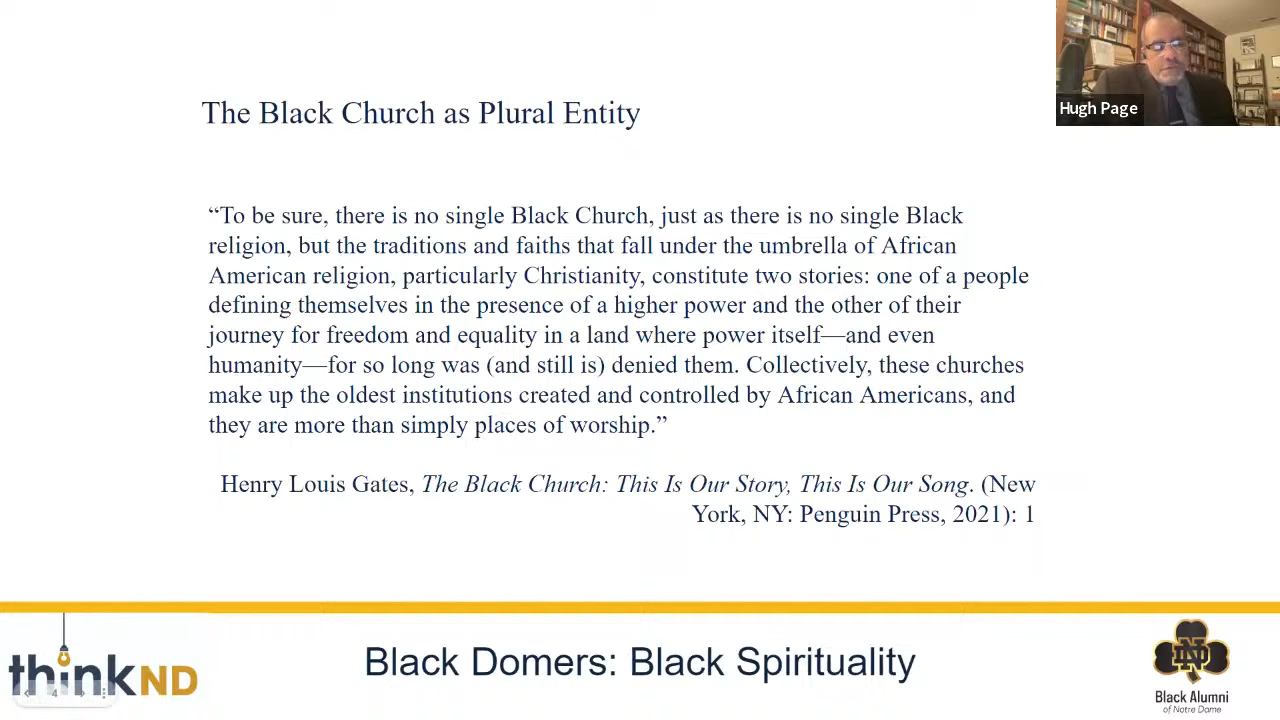 Hugh Page
The Black Church as Plural Entity
“To be sure, there is no single Black Church, just as there is no single Black
religion, but the traditions and faiths that fall under the umbrella of African
American religion, particularly Christianity, constitute two stories: one of a people
defining themselves in the presence of a higher power and the other of their
journey for freedom and equality in a land where power itself—and even
humanity—for so long was (and still is) denied them. Collectively, these churches
make up the oldest institutions created and controlled by African Americans, and
they are more than simply places of worship.”
Henry Louis Gates, The Black Church: This Is Our Story, This Is Our Song. (New
York, NY: Penguin Press, 2021): 1
thinkND
4
Black Domers: Black Spirituality
ND
Black Alumni
of Notre Dame